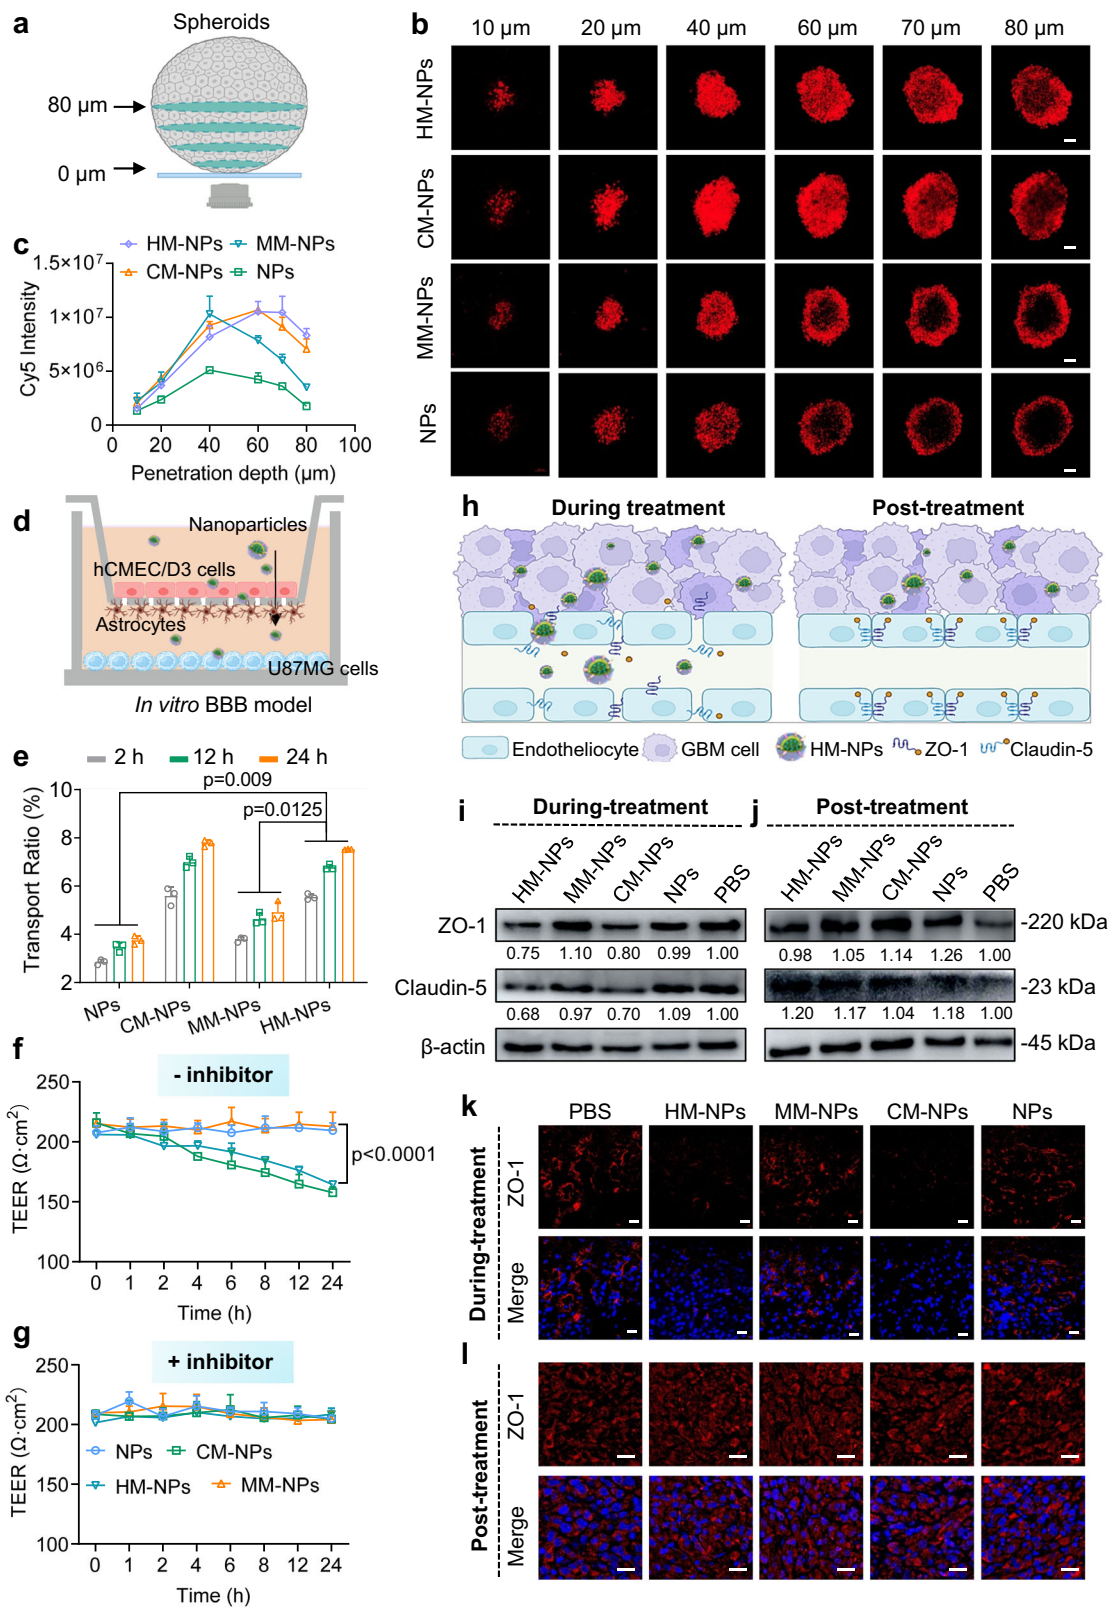 a
Spheroids
80 µm
0 µm
b
10 µm 20 µm 40 µm 60 µm 70 µm 80 µm
HM-NPs
CM-NPs
MM-NPs
NPs
c
HM-NPs MM-NPs
CM-NPs NPs
1.5×10⁷
1×10⁷
5×10⁶
0
Cy5 Intensity
0 20 40 60 80 100
Penetration depth (µm)
d
Nanoparticles
hCMEC/D3 cells
Astrocytes
U87MG cells
In vitro BBB model
h
During treatment Post-treatment
Endotheliocyte GBM cell HM-NPs ZO-1 Claudin-5
e
2 h 12 h 24 h
p=0.009
p=0.0125
10
8
6
4
2
Transport Ratio (%)
NPs CM-NPs MM-NPs HM-NPs
f
- inhibitor
250
200
150
100
TEER (Ω·cm²)
p<0.0001
0 1 2 4 6 8 12 24
Time (h)
g
+ inhibitor
250
200
150
100
TEER (Ω·cm²)
NPs CM-NPs
HM-NPs MM-NPs
0 1 2 4 6 8 12 24
Time (h)
i
During-treatment
j
Post-treatment
HM-NPs MM-NPs CM-NPs NPs PBS
HM-NPs MM-NPs CM-NPs NPs PBS
ZO-1
-220 kDa
0.75 1.10 0.80 0.99 1.00
0.98 1.05 1.14 1.26 1.00
Claudin-5
-23 kDa
0.68 0.97 0.70 1.09 1.00
1.20 1.17 1.04 1.18 1.00
β-actin
-45 kDa
k
PBS HM-NPs MM-NPs CM-NPs NPs
During-treatment
ZO-1
Merge
l
Post-treatment
ZO-1
Merge